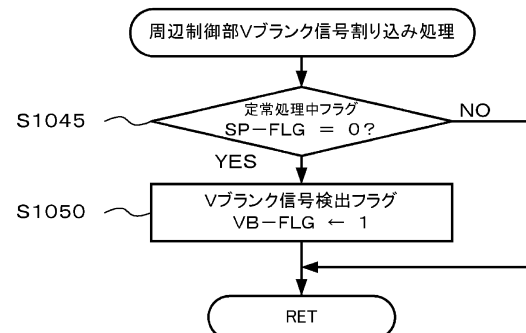 周辺制御部Vブランク信号割り込み処理
S1045
定常処理中フラグ
SP-FLG = 0?
NO
YES
S1050
Vブランク信号検出フラグ
VB-FLG ← 1
RET